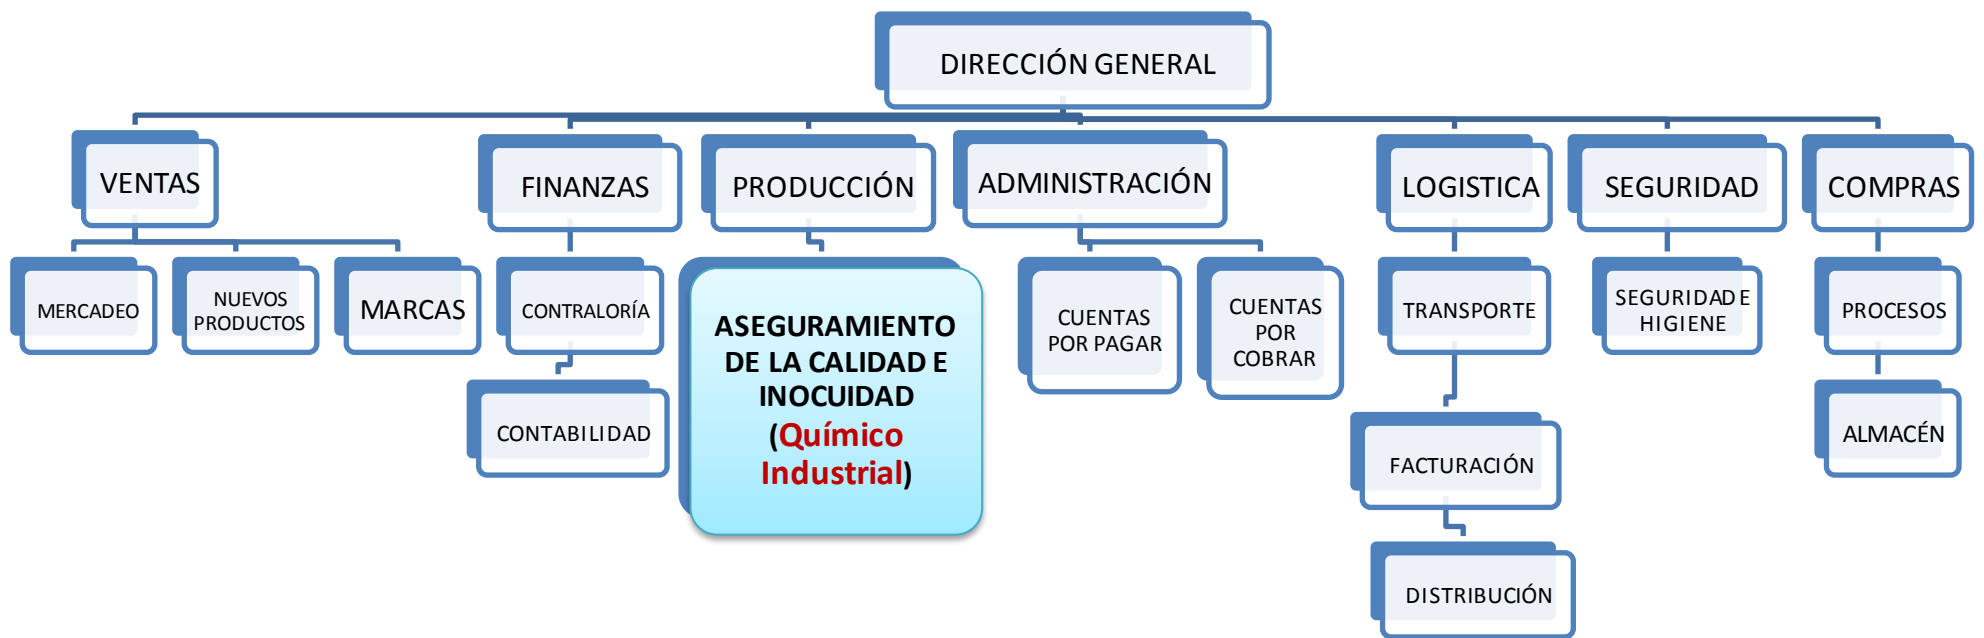 DIRECCIÓN GENERAL
VENTAS
FINANZAS
PRODUCCIÓN
ADMINISTRACIÓN
LOGISTICA
SEGURIDAD
COMPRAS
MERCADEO
NUEVOS
PRODUCTOS
MARCAS
CONTRALORÍA
ASEGURAMIENTO
DE LA CALIDAD E
INOCUIDAD
(Químico
Industrial)
CUENTAS
POR PAGAR
CUENTAS
POR
COBRAR
TRANSPORTE
SEGURIDAD E
HIGIENE
PROCESOS
CONTABILIDAD
FACTURACIÓN
ALMACÉN
DISTRIBUCIÓN